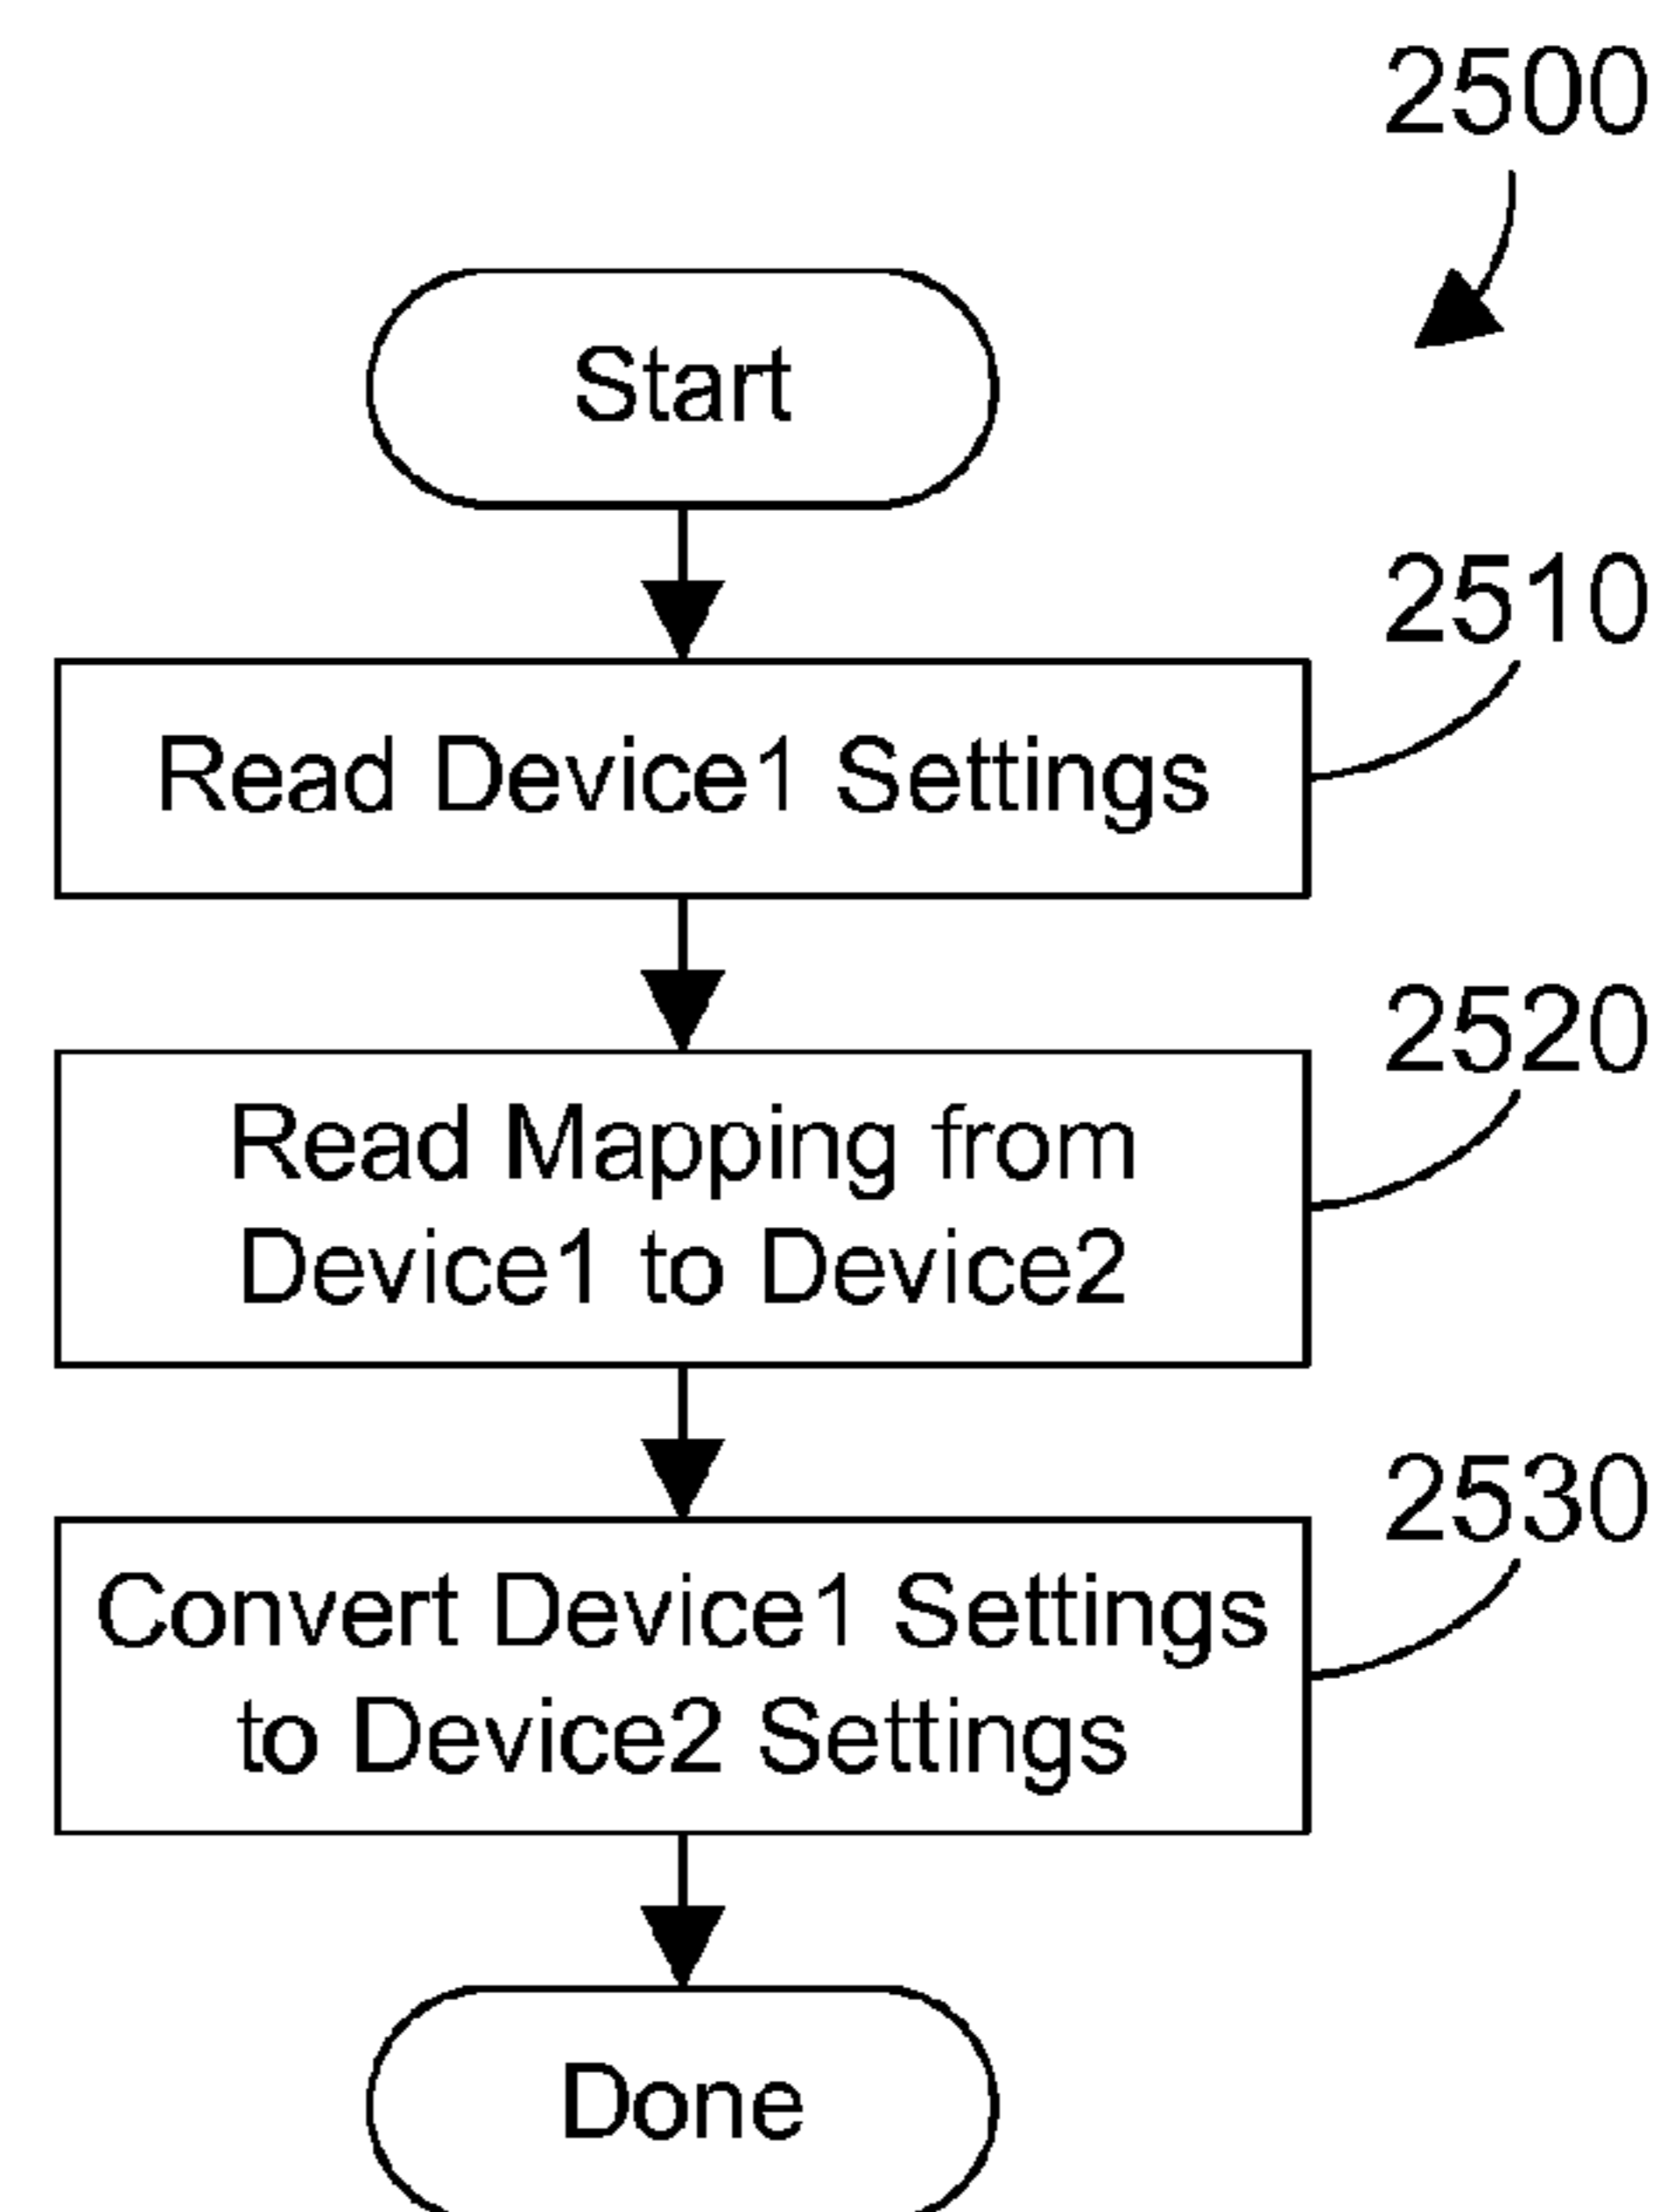 2500
Start
2510
Read Device1 Settings
2520
Read Mapping from
Device1 to Device2
2530
Convert Device1 Settings
to Device2 Settings
Done